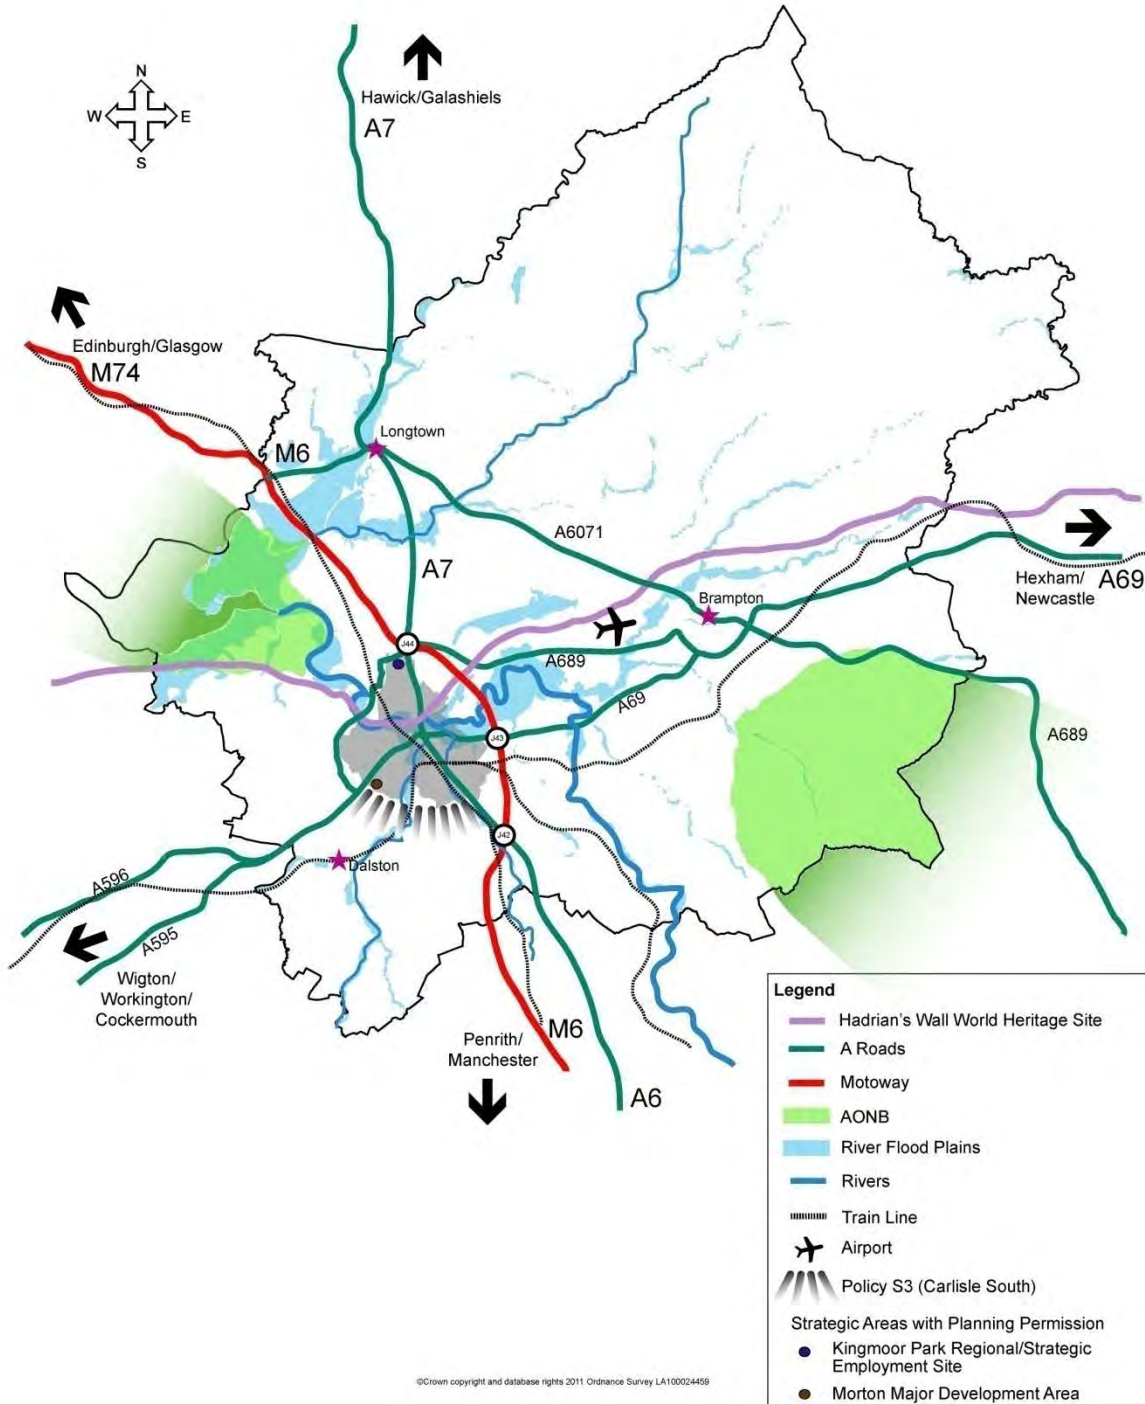 N
W E
S
Hawick/Galashiels
A7
Edinburgh/Glasgow
M74
Longtown
M6
A6071
A7
Hexham/
Newcastle
A69
Brampton
J44
A689
A69
J43
A689
J42
Dalston
A596
A595
Wigton/
Workington/
Cockermouth
Penrith/
Manchester
M6
A6
Legend
Hadrian's Wall World Heritage Site
A Roads
Motoway
AONB
River Flood Plains
Rivers
Train Line
Airport
Policy S3 (Carlisle South)
Strategic Areas with Planning Permission
Kingmoor Park Regional/Strategic
Employment Site
Morton Major Development Area
©Crown copyright and database rights 2011 Ordnance Survey LA100024459